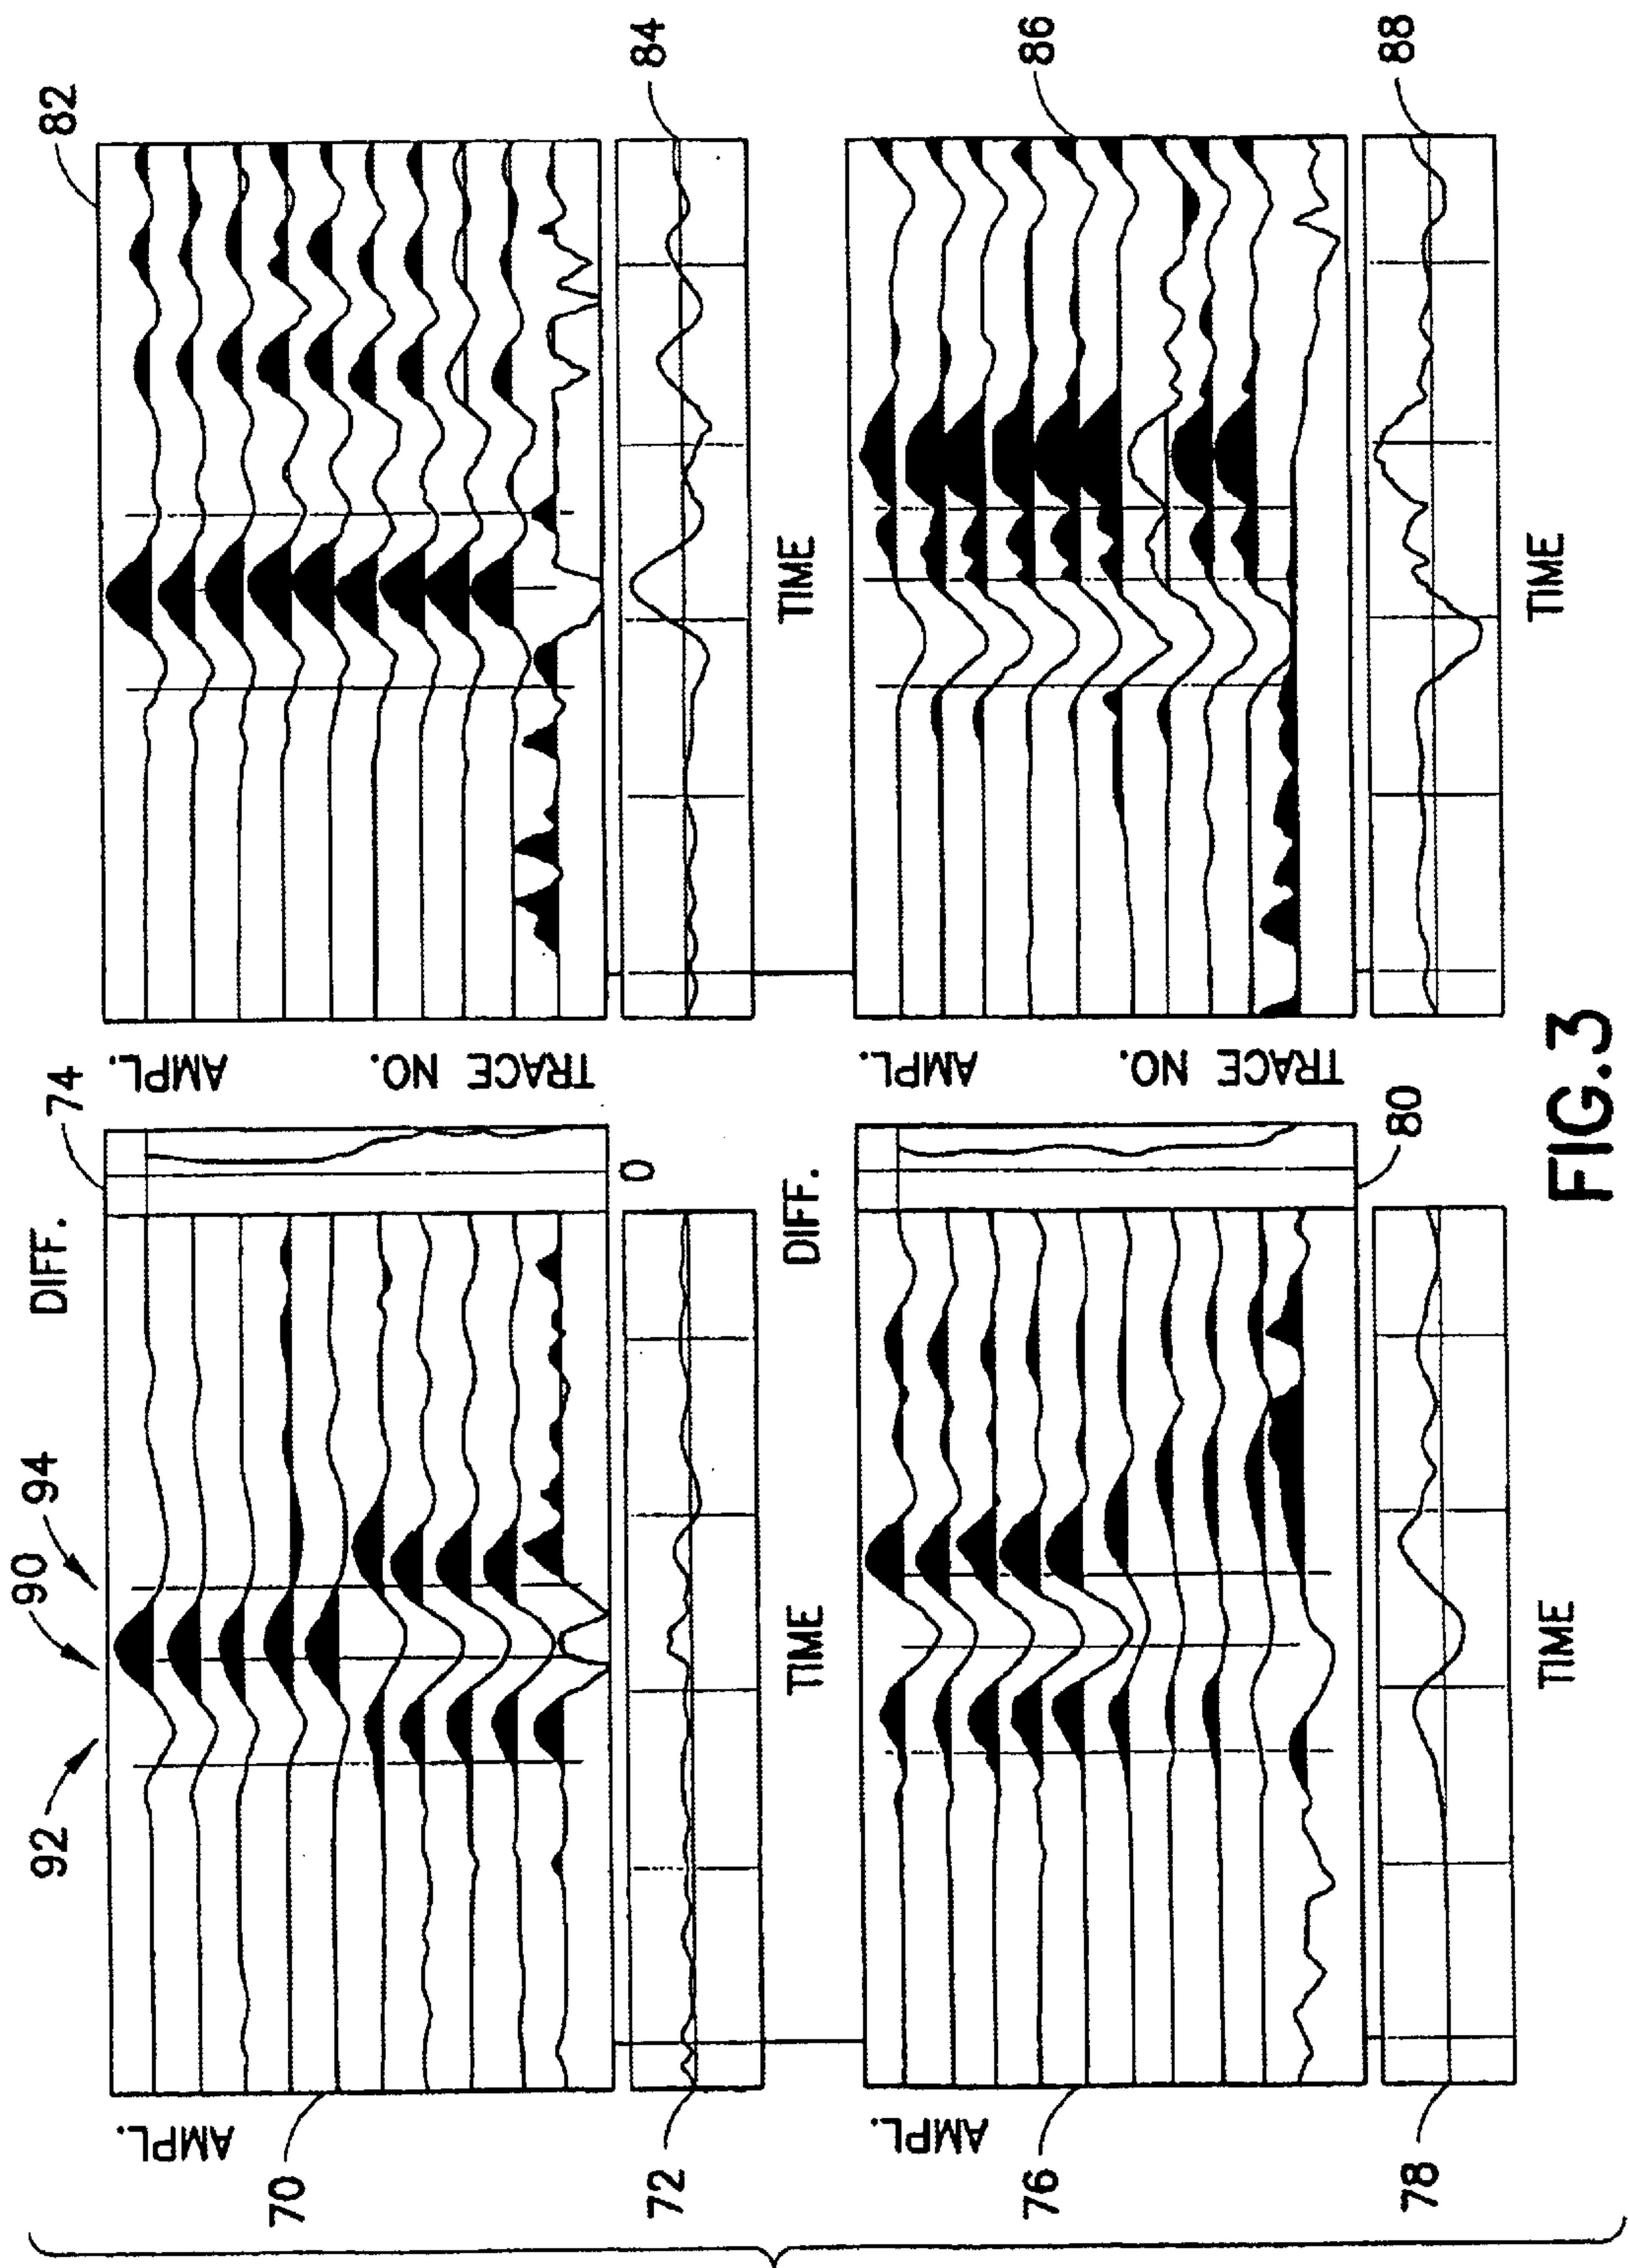 92
90
94
DIFF.
74
82
AMPL.
70
AMPL.
TRACE NO.
0
72
TIME
84
TIME
DIFF.
AMPL.
76
AMPL.
TRACE NO.
86
80
78
TIME
88
TIME
FIG.3